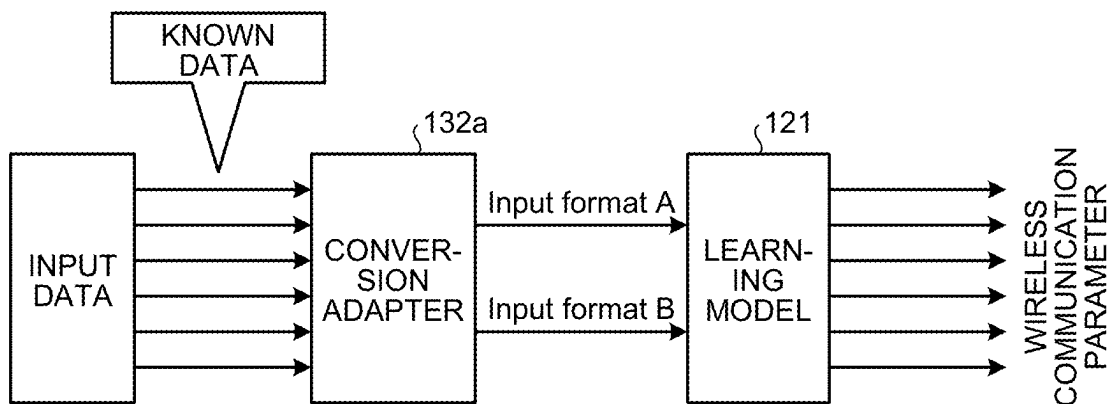 KNOWN
DATA
132a
121
INPUT
DATA
CONVER-
SION
ADAPTER
Input format A
Input format B
LEARN-
ING
MODEL
WIRELESS
COMMUNICATION
PARAMETER